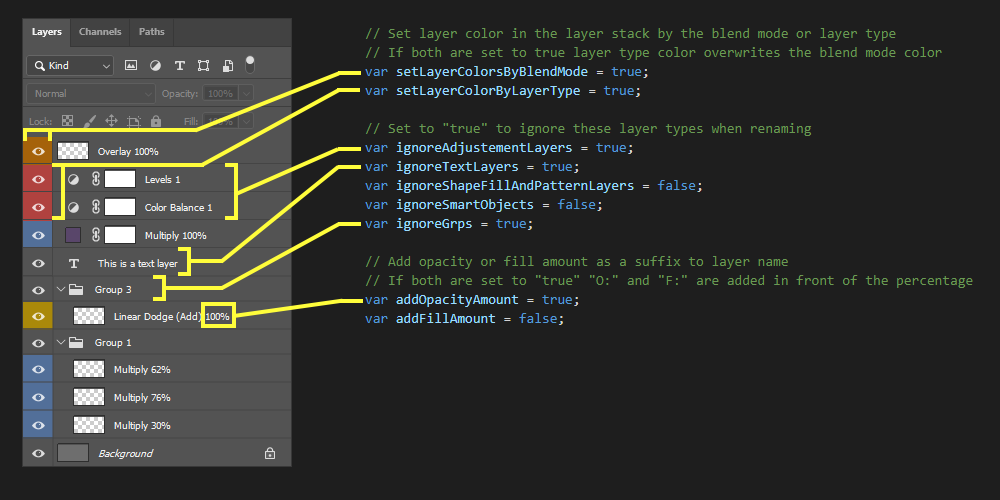 Layers Channels Paths
Kind
Normal Opacity: 100%
Lock: Fill:
Overlay 100%
Levels 1
Color Balance 1
Multiply 100%
This is a text layer
Group 3
Linear Dodge (Add) 100%
Group 1
Multiply 62%
Multiply 76%
Multiply 30%
Background
// Set layer color in the layer stack by the blend mode or layer type
// If both are set to true layer type color overwrites the blend mode color
var setLayerColorsByBlendMode = true;
var setLayerColorByLayerType = true;
// Set to "true" to ignore these layer types when renaming
var ignoreAdjustementLayers = true;
var ignoreTextLayers = true;
var ignoreShapeFillAndPatternLayers = false;
var ignoreSmartObjects = false;
var ignoreGrps = true;
// Add opacity or fill amount as a suffix to layer name
// If both are set to "true" "O:" and "F:" are added in front of the percentage
var addOpacityAmount = true;
var addFillAmount = false;